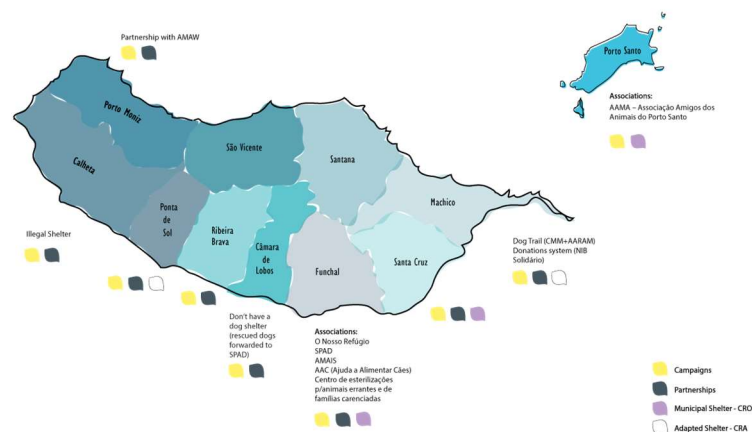 Partnership with AMAW
Porto Santo
Associations:
AAMA – Associação Amigos dos
Animais do Porto Santo
Porto Moniz
São Vicente
Santana
Calheta
Machico
Ponta
de
Sol
Ribeira
Brava
Câmara
de
Lobos
Funchal
Santa Cruz
Illegal Shelter
Dog Trail (CMM+AARAM)
Donations system (NIB
Solidário)
Don't have a
dog shelter
(rescued dogs
forwarded to
SPAD)
Associations:
O Nosso Refúgio
SPAD
AMAIS
AAC (Ajuda a Alimentar Cães)
Centro de esterilizações
p/animais errantes e de
famílias carenciadas
Campaigns
Partnerships
Municipal Shelter - CRO
Adapted Shelter - CRA